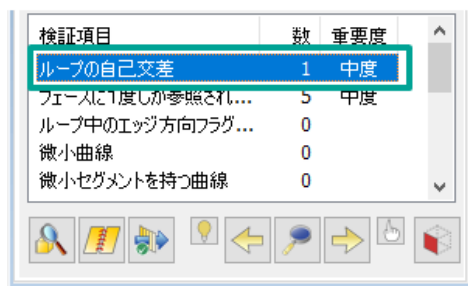 検証項目 数 重要度
ループの自己交差 1 中度
フェースに1度しか参照され... 5 中度
ループ中のエッジ方向フラグ... 0
微小曲線 0
微小セグメントを持つ曲線 0